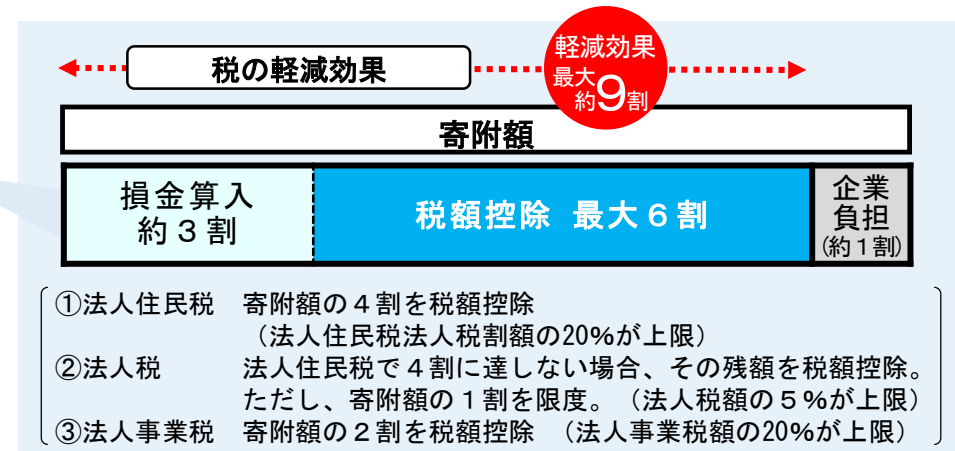 税の軽減効果
軽減効果
最大
約9割
寄附額
損金算入
約３割
税額控除 最大６割
企業
負担
(約１割)
①法人住民税　寄附額の４割を税額控除
（法人住民税法人税割額の20%が上限）
②法人税　法人住民税で４割に達しない場合、その残額を税額控除。
ただし、寄附額の１割を限度。（法人税額の５%が上限）
③法人事業税　寄附額の２割を税額控除　（法人事業税額の20%が上限）